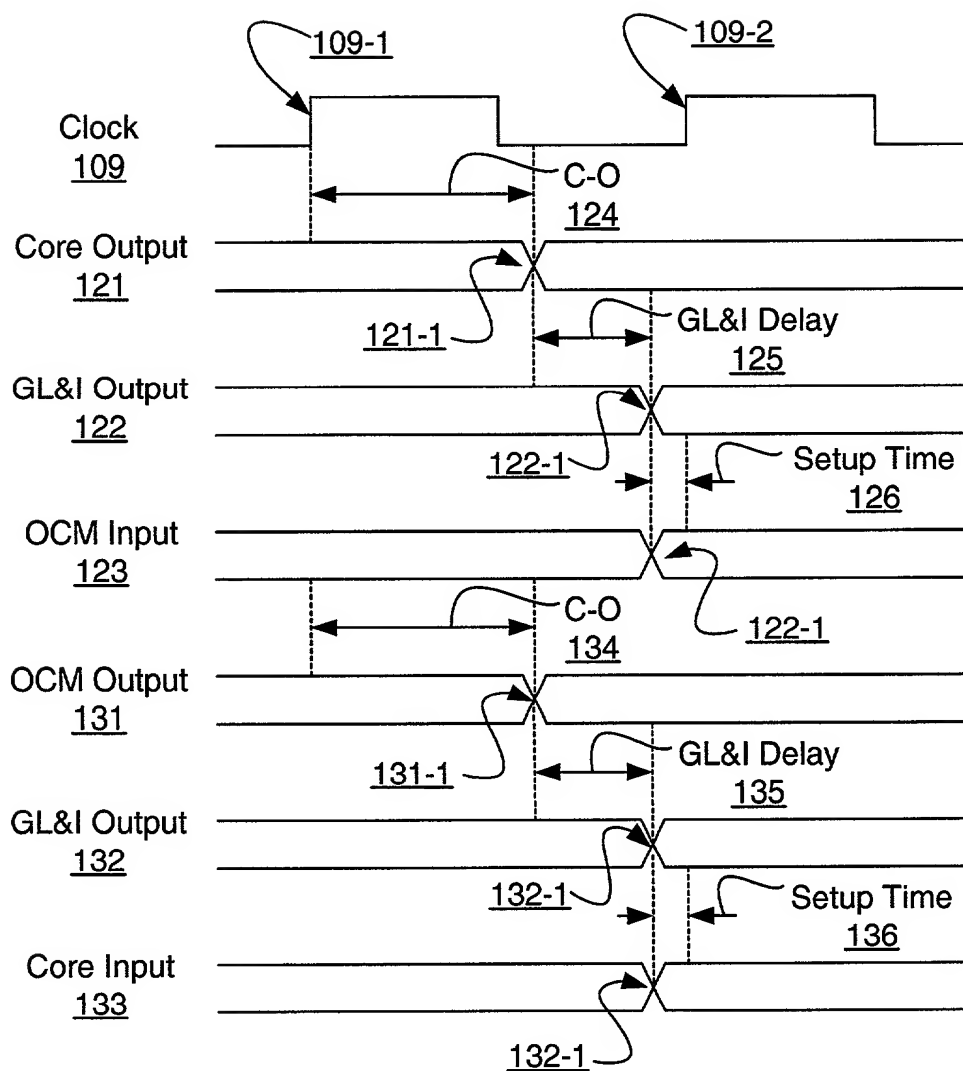 109-1
109-2
Clock
109
C-O
124
Core Output
121
121-1
GL&I Delay
125
GL&I Output
122
122-1
Setup Time
126
OCM Input
123
122-1
C-O
134
OCM Output
131
131-1
GL&I Delay
135
GL&I Output
132
132-1
Setup Time
136
Core Input
133
132-1